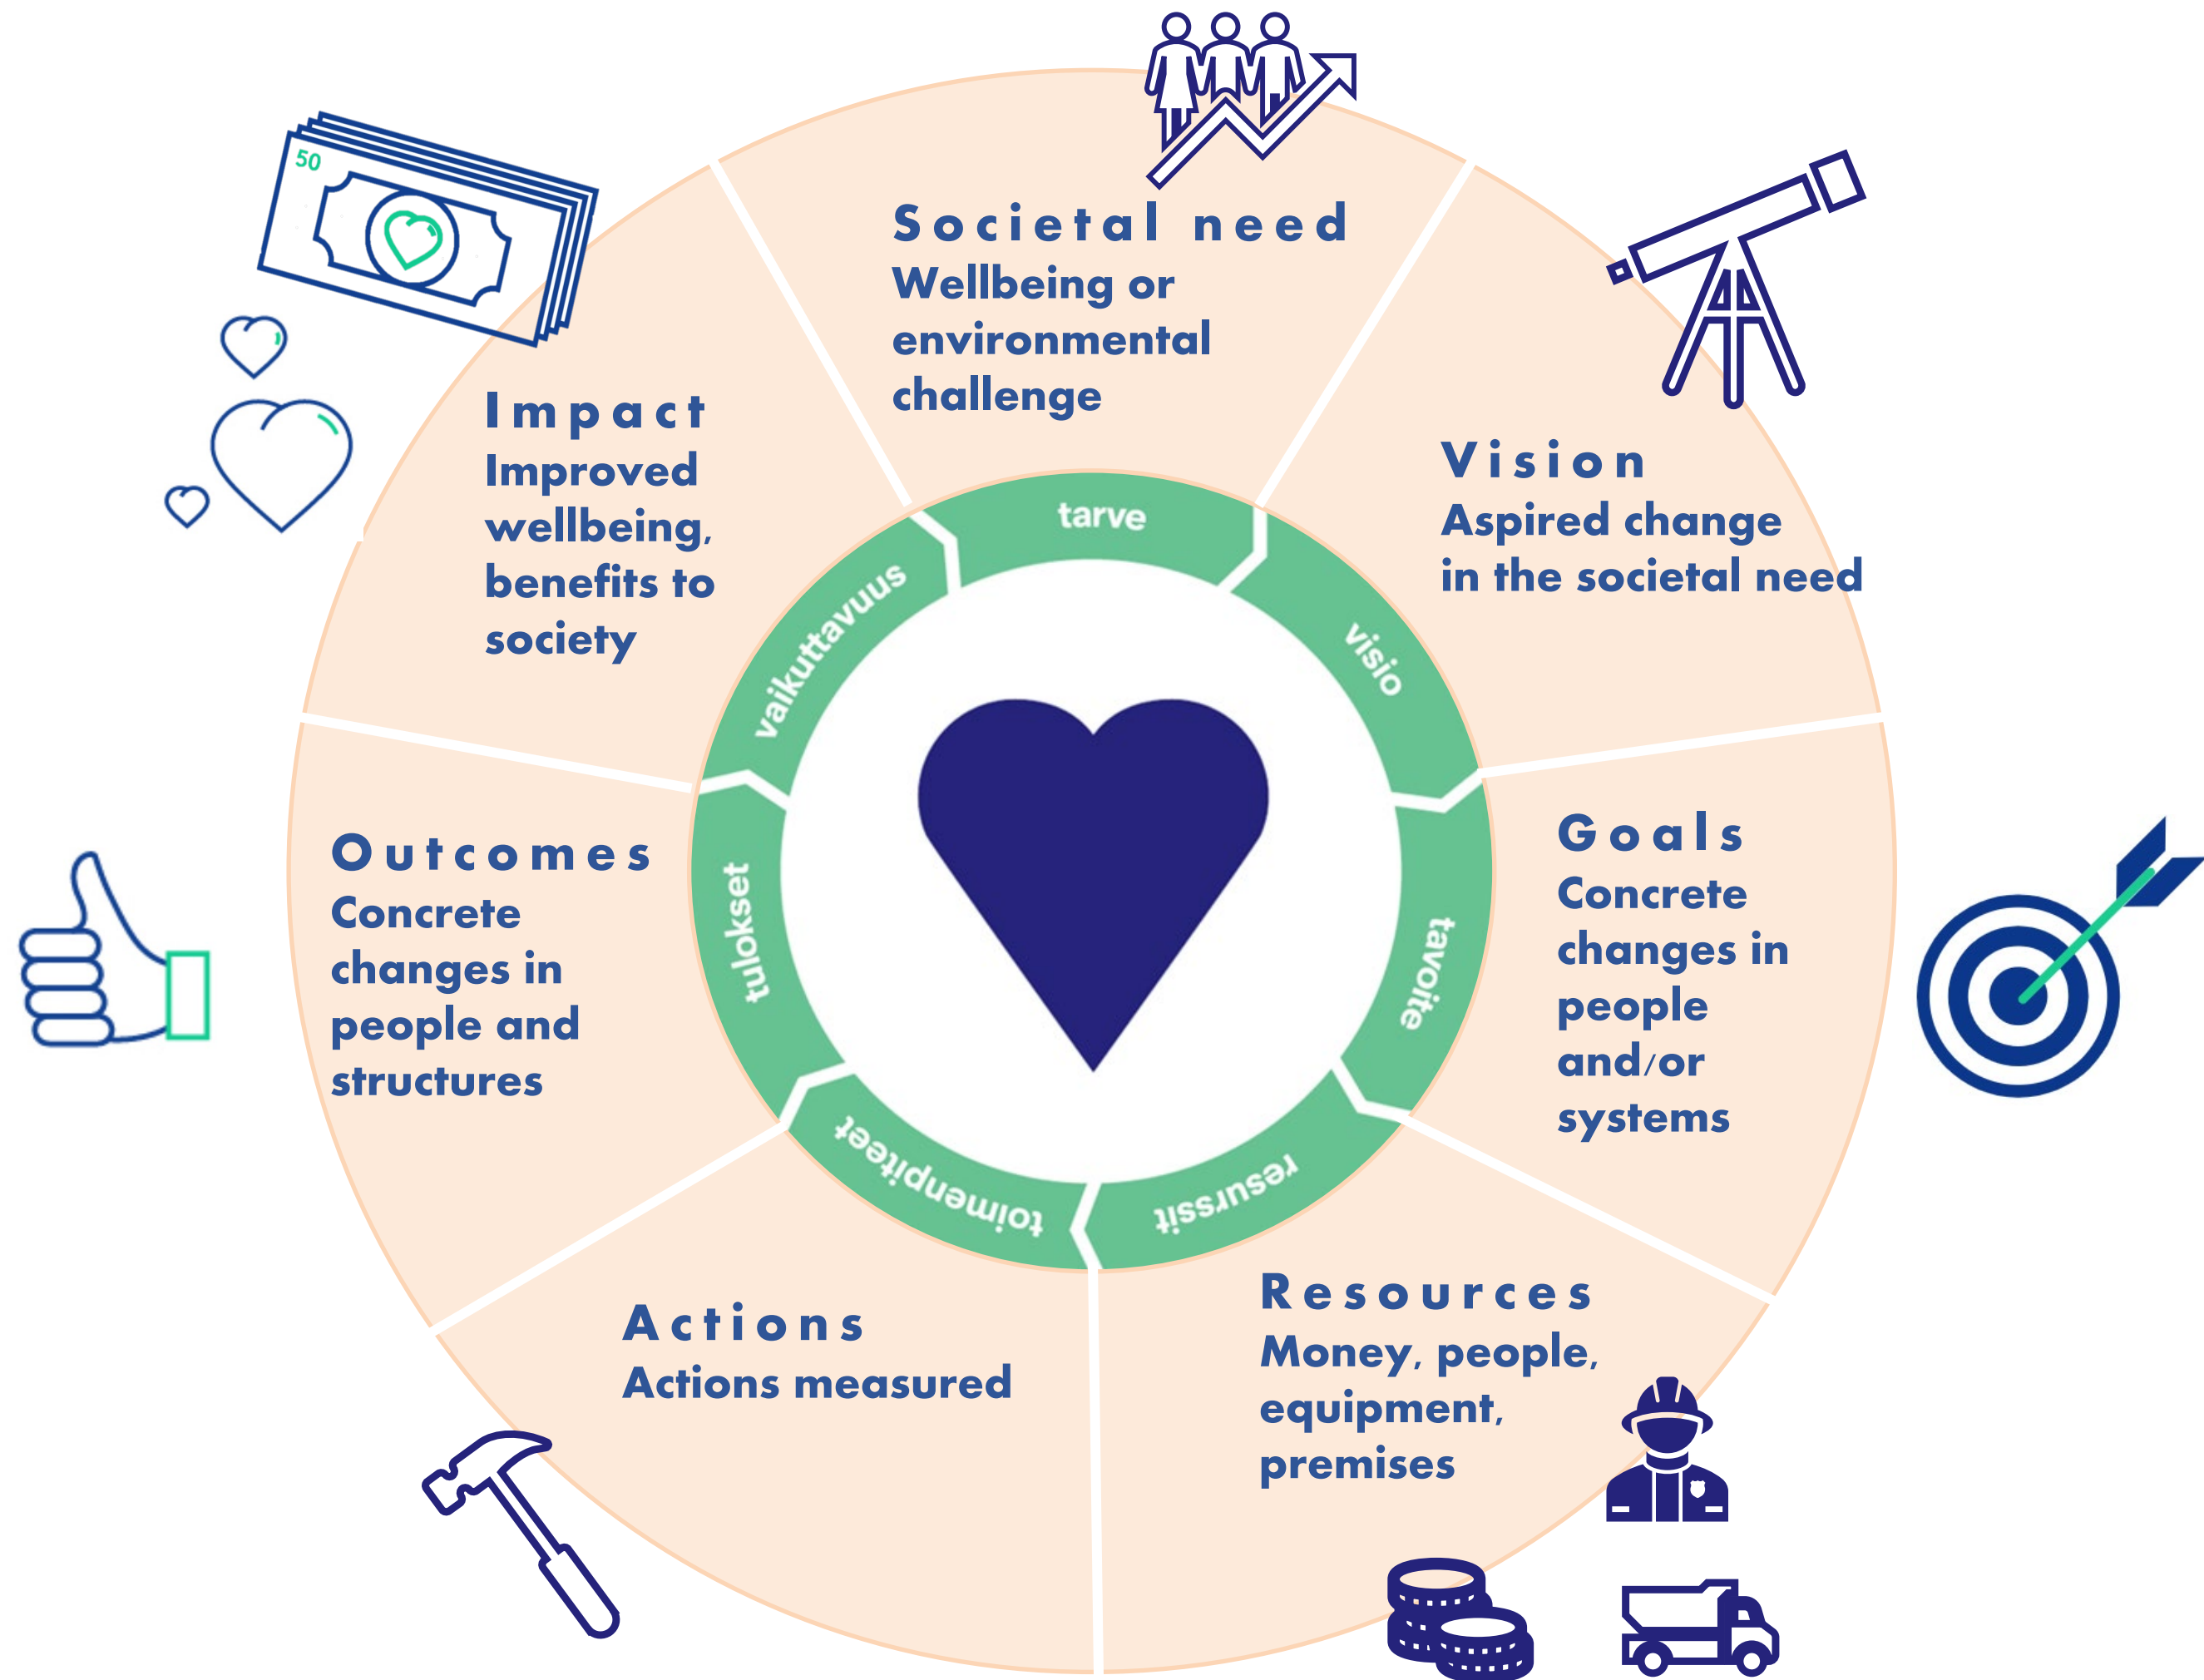 50
Societal need
Wellbeing or
environmental
challenge
Vision
Aspired change
in the societal need
Goals
Concrete
changes in
people
and/or
systems
Resources
Money, people,
equipment,
premises
Actions
Actions measured
Outcomes
Concrete
changes in
people and
structures
Impact
Improved
wellbeing,
benefits to
society
tarve
visio
tavoite
resurssit
toimenpiteet
tulokset
vaikuttavuus